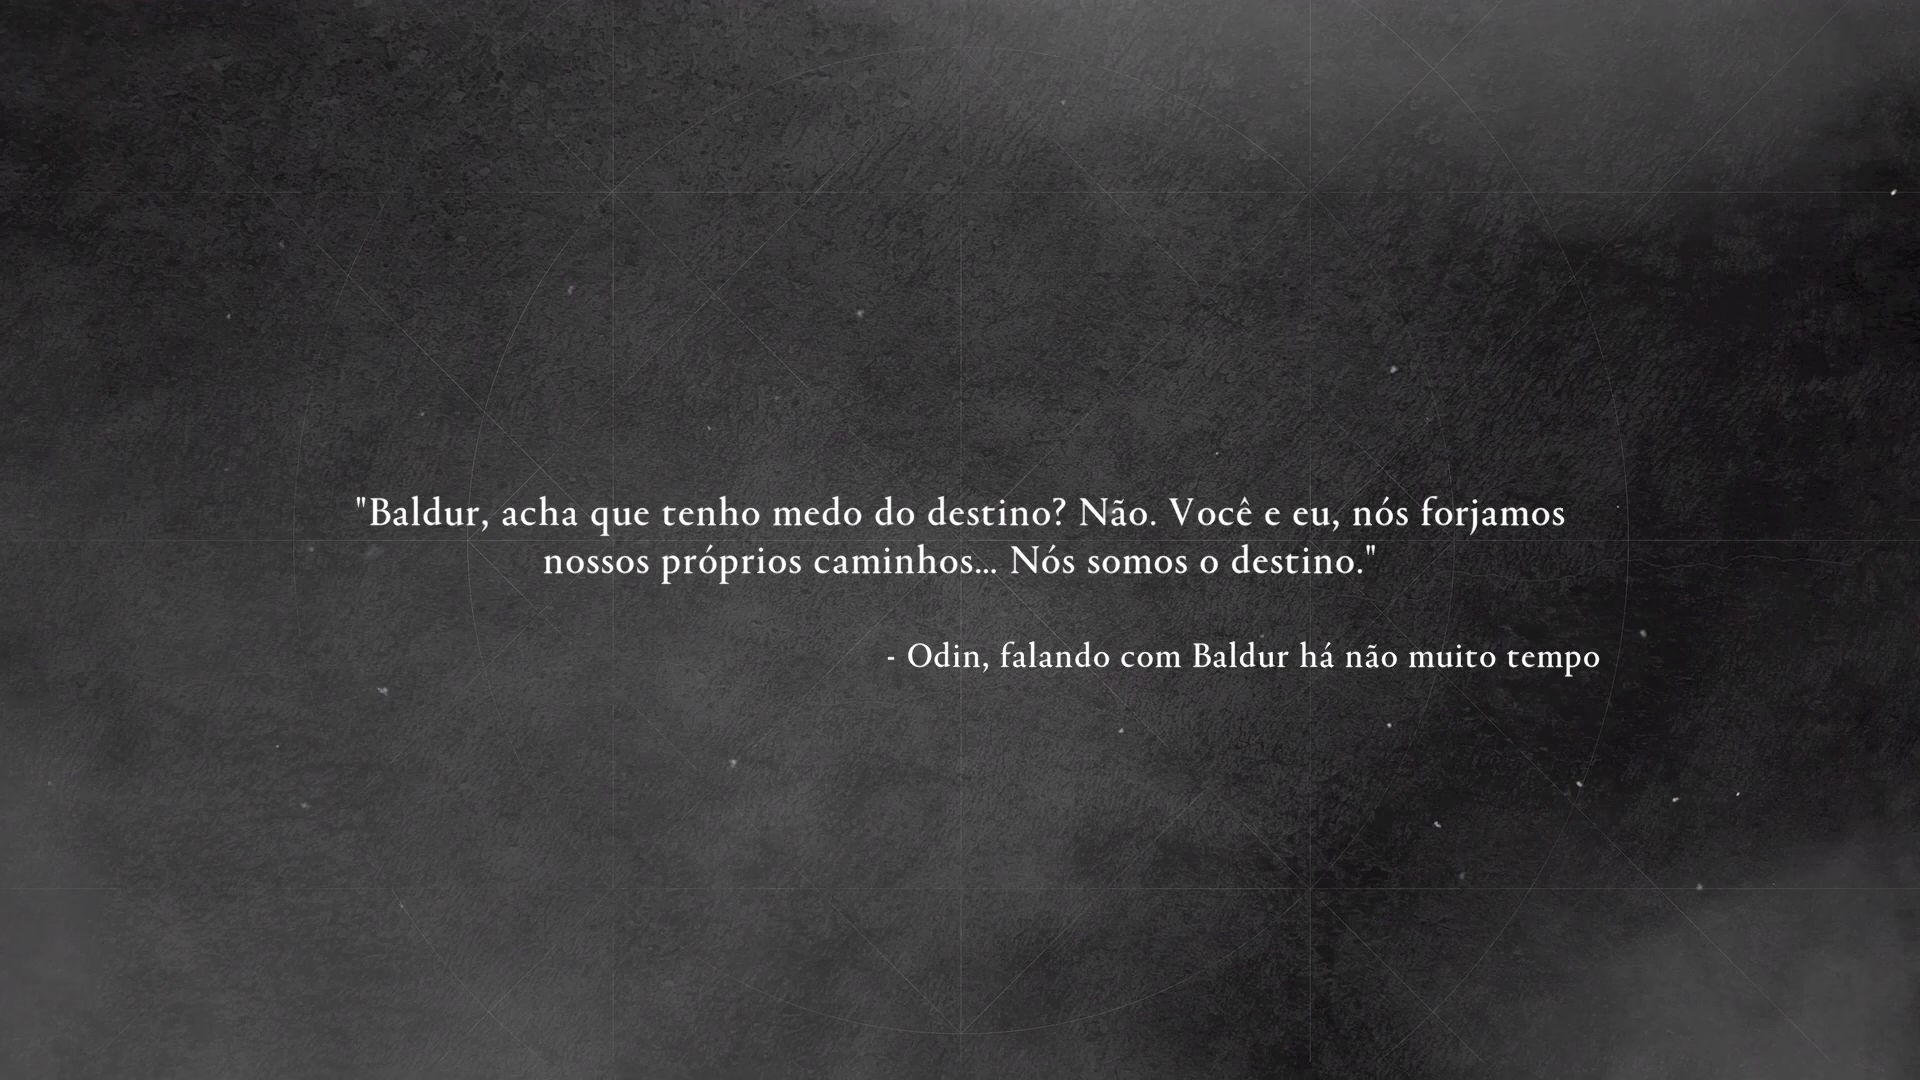 "Baldur, acha que tenho medo do destino? Não. Você e eu, nós forjamos
nossos próprios caminhos... Nós somos o destino."
- Odin, falando com Baldur há não muito tempo